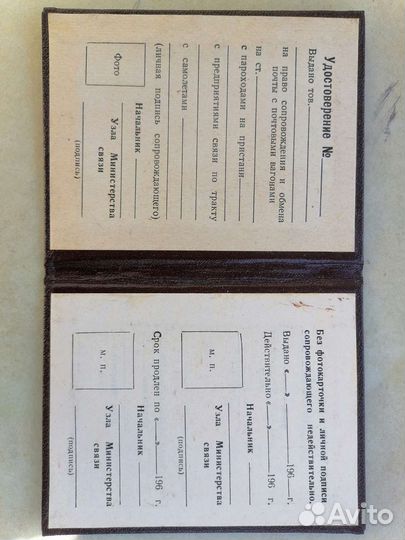 Удостоверение №
Выдано тов.
на право сопровождения и обмена
почты с почтовыми вагонами
на ст.
с пароходами на пристани
с предприятиями связи по тракту
с самолетами
(личная подпись сопровождающего)
Фото
Начальник
Узла Министерства
связи
(подпись)
Без фотокарточки и личной подписи
сопровождающего недействительно.
Выдано « » 196 г.
Действительно « » 196 г.
Начальник
м. п.
Узла Министерства
связи
(подпись)
Срок продлен по « » 196 г.
Начальник
м. п.
Узла Министерства
связи
(подпись)
Avito